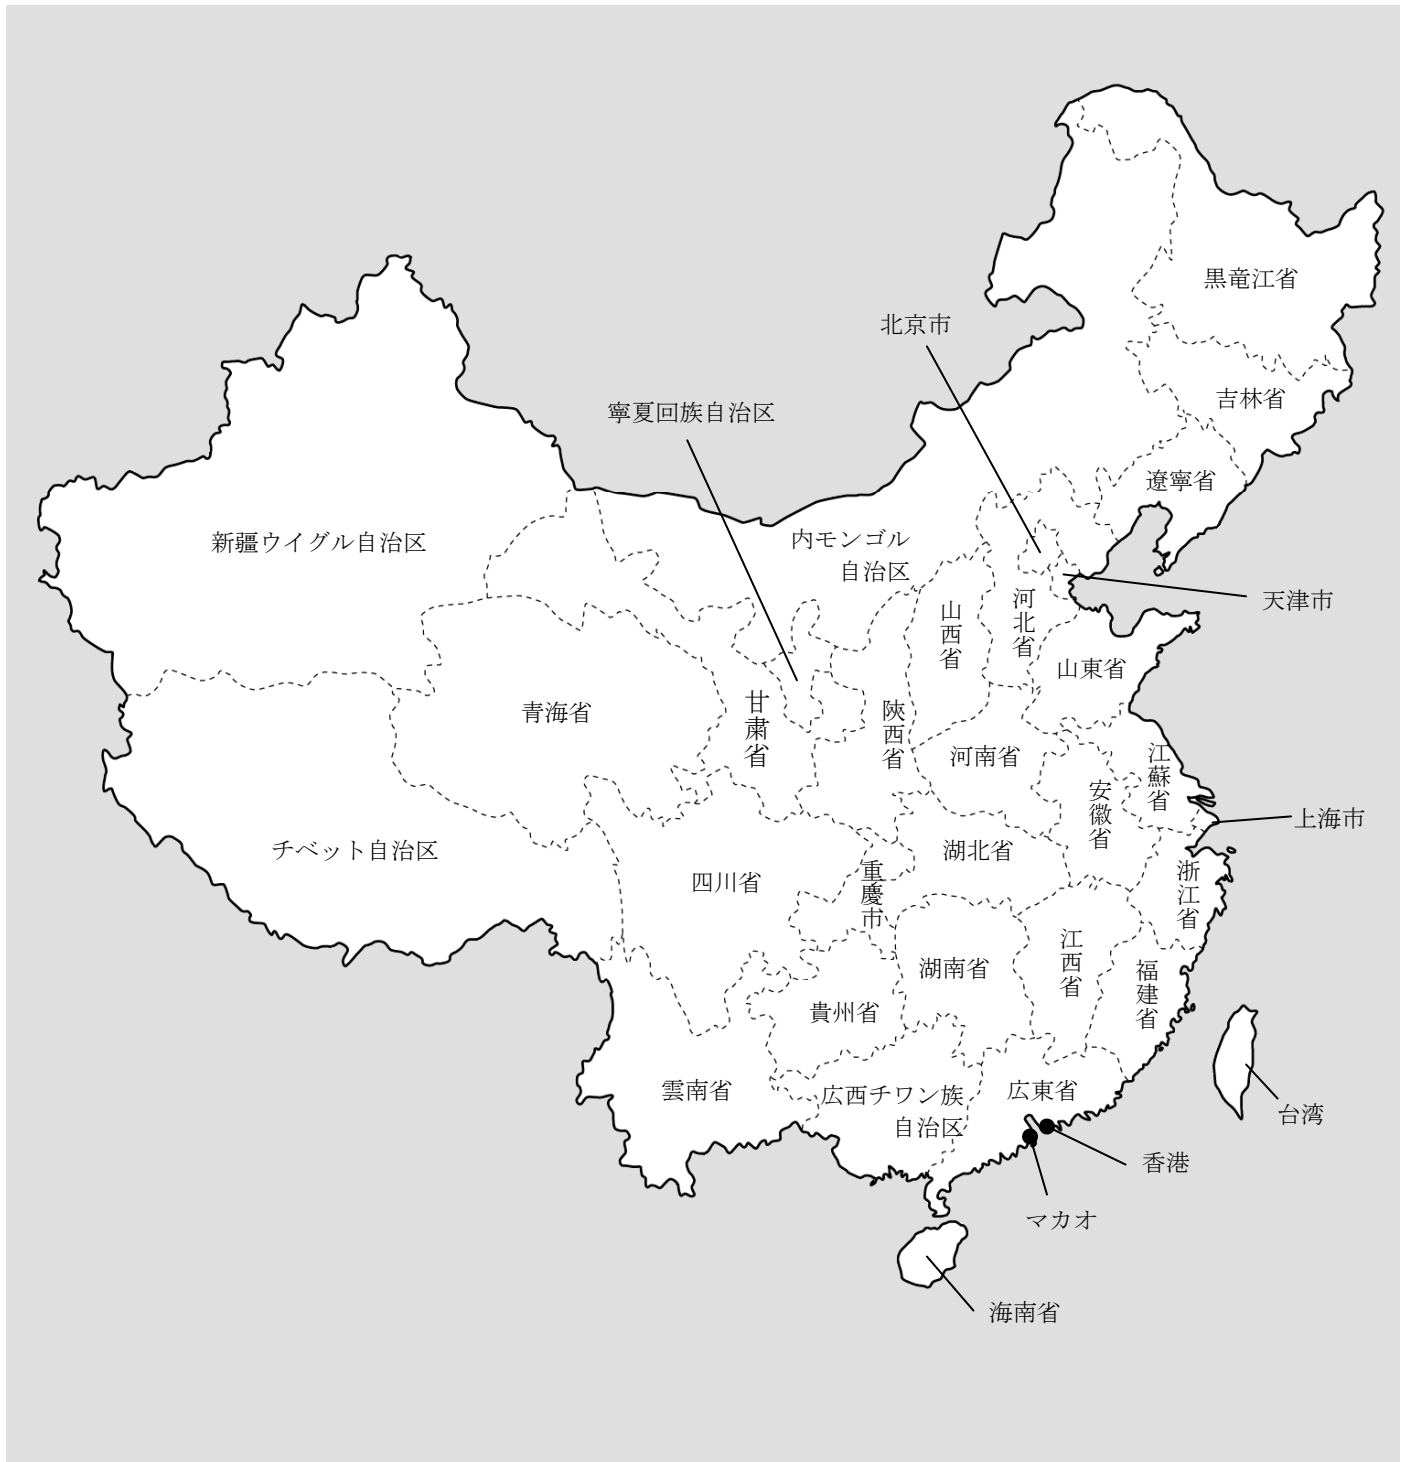 黒竜江省
北京市
吉林省
寧夏回族自治区
遼寧省
新疆ウイグル自治区
内モンゴル
自治区
天津市
山西省
河北省
山東省
青海省
甘粛省
陝西省
河南省
江蘇省
安徽省
上海市
チベット自治区
四川省
重慶市
湖北省
浙江省
湖南省
江西省
福建省
貴州省
雲南省
広西チワン族
自治区
広東省
台湾
香港
マカオ
海南省